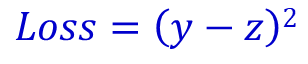 Loss = (y − z)²